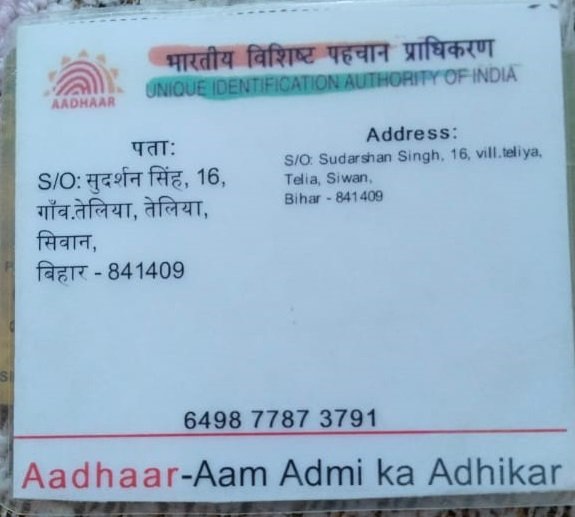 भारतीय विशिष्ट पहचान प्राधिकरण
UNIQUE IDENTIFICATION AUTHORITY OF INDIA
AADHAAR
पता:
S/O: सुदर्शन सिंह, 16,
गाँव.तेलिया, तेलिया,
सिवान,
बिहार - 841409
Address:
S/O: Sudarshan Singh, 16, vill.teliya,
Telia, Siwan,
Bihar - 841409
6498 7787 3791
Aadhaar-Aam Admi ka Adhikar